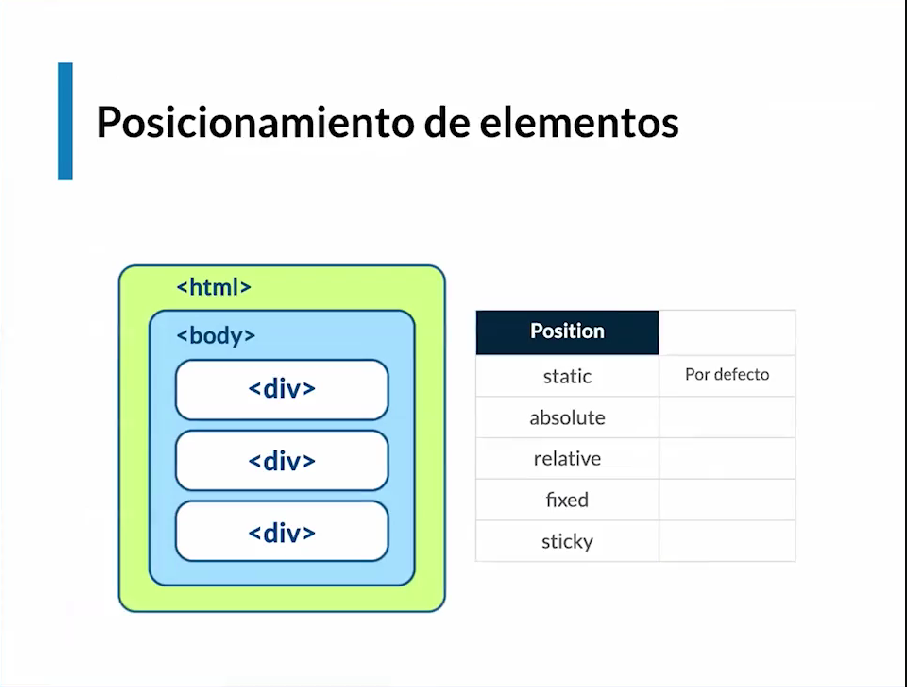 Posicionamiento de elementos
<html>
<body>
<div>
<div>
<div>
Position
static Por defecto
absolute
relative
fixed
sticky